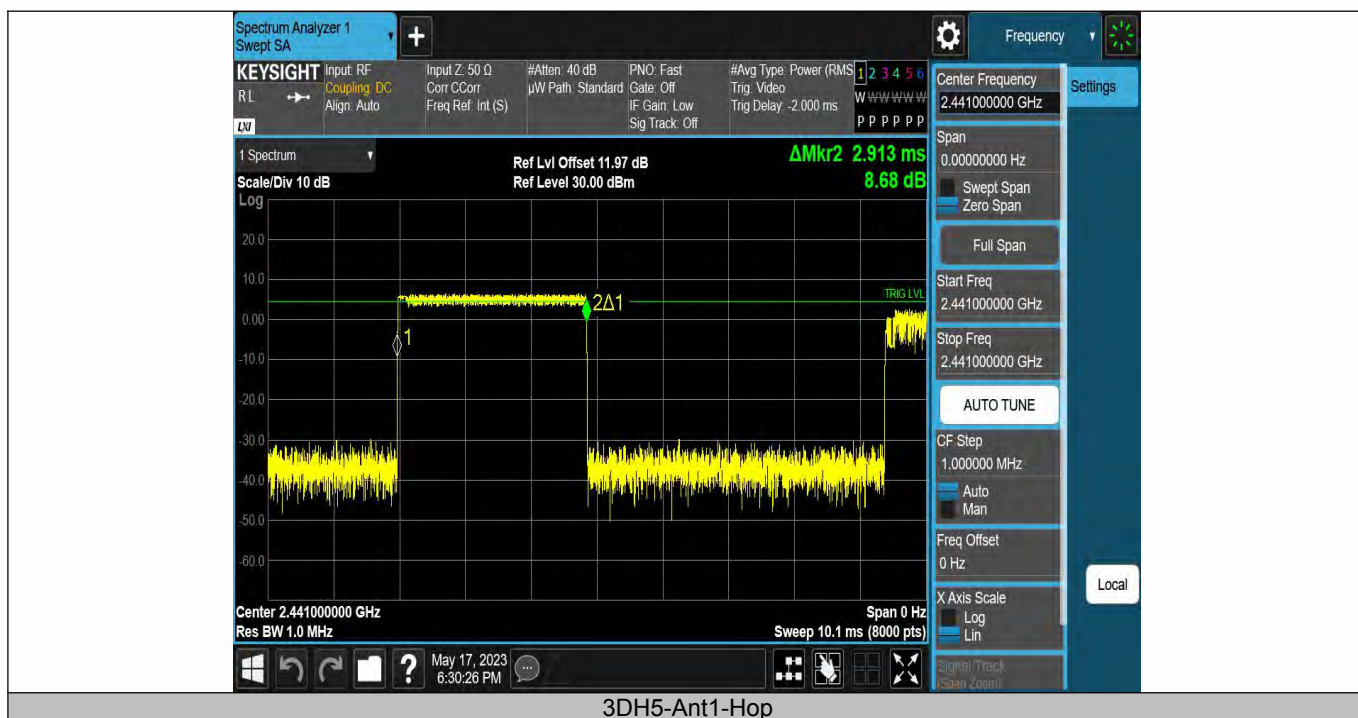 Spectrum Analyzer 1
Swept SA
+
Frequency
KEYSIGHT
RL
LXI
Input: RF
Coupling: DC
Align: Auto
Input Z: 50 Ω
Corr CCorr
Freq Ref: Int (S)
#Atten: 40 dB
µW Path: Standard
PNO: Fast
Gate: Off
IF Gain: Low
Sig Track: Off
#Avg Type: Power (RMS
Trig: Video
Trig Delay: -2.000 ms
1 2 3 4 5 6
W W W W W W
P P P P P P
1 Spectrum
Scale/Div 10 dB
Log
Ref Lvl Offset 11.97 dB
Ref Level 30.00 dBm
ΔMkr2 2.913 ms
8.68 dB
20.0
10.0
0.00
-10.0
-20.0
-30.0
-40.0
-50.0
-60.0
1
2Δ1
TRIG LVL
Center 2.441000000 GHz
Res BW 1.0 MHz
Span 0 Hz
Sweep 10.1 ms (8000 pts)
Center Frequency
2.441000000 GHz
Settings
Span
0.00000000 Hz
Swept Span
Zero Span
Full Span
Start Freq
2.441000000 GHz
Stop Freq
2.441000000 GHz
AUTO TUNE
CF Step
1.000000 MHz
Auto
Man
Freq Offset
0 Hz
X Axis Scale
Log
Lin
Signal Track
(Span Zoom)
Local
?
May 17, 2023
6:30:26 PM
3DH5-Ant1-Hop